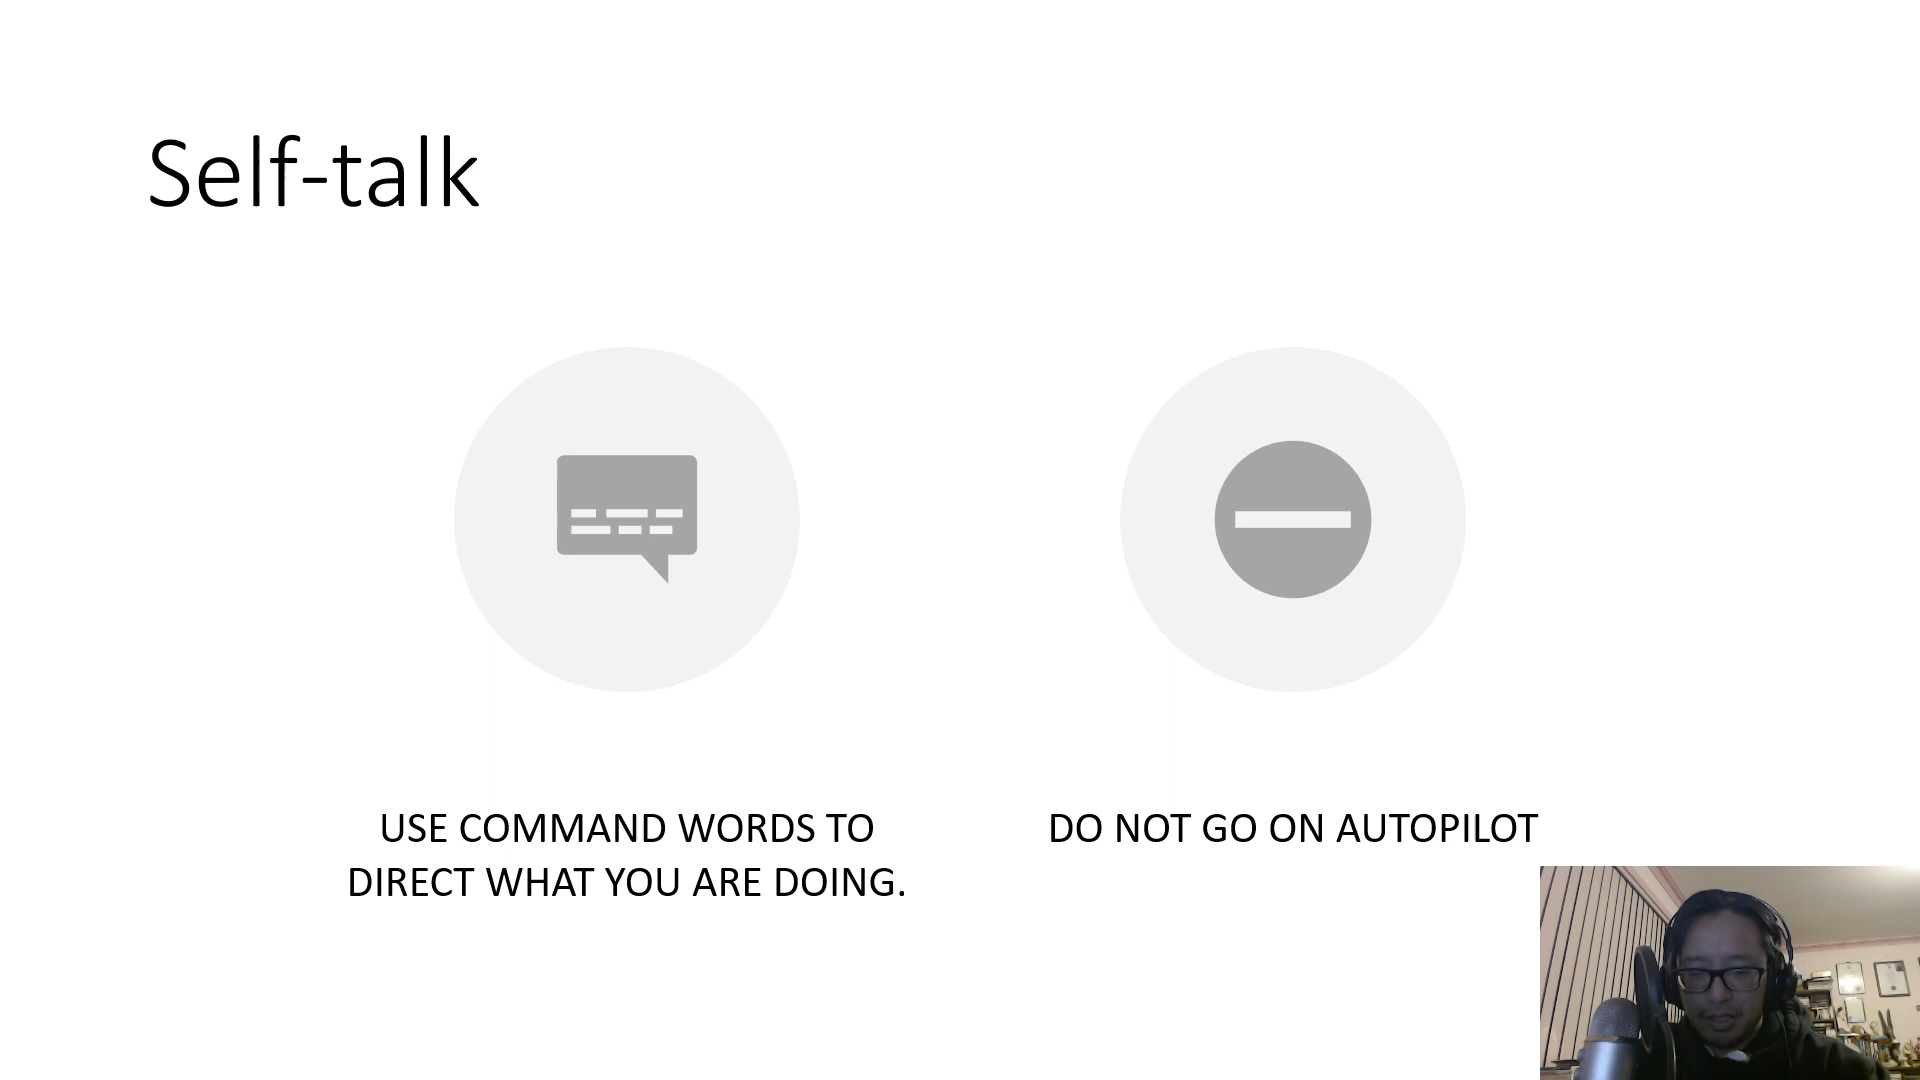 Self-talk
USE COMMAND WORDS TO
DIRECT WHAT YOU ARE DOING.
DO NOT GO ON AUTOPILOT